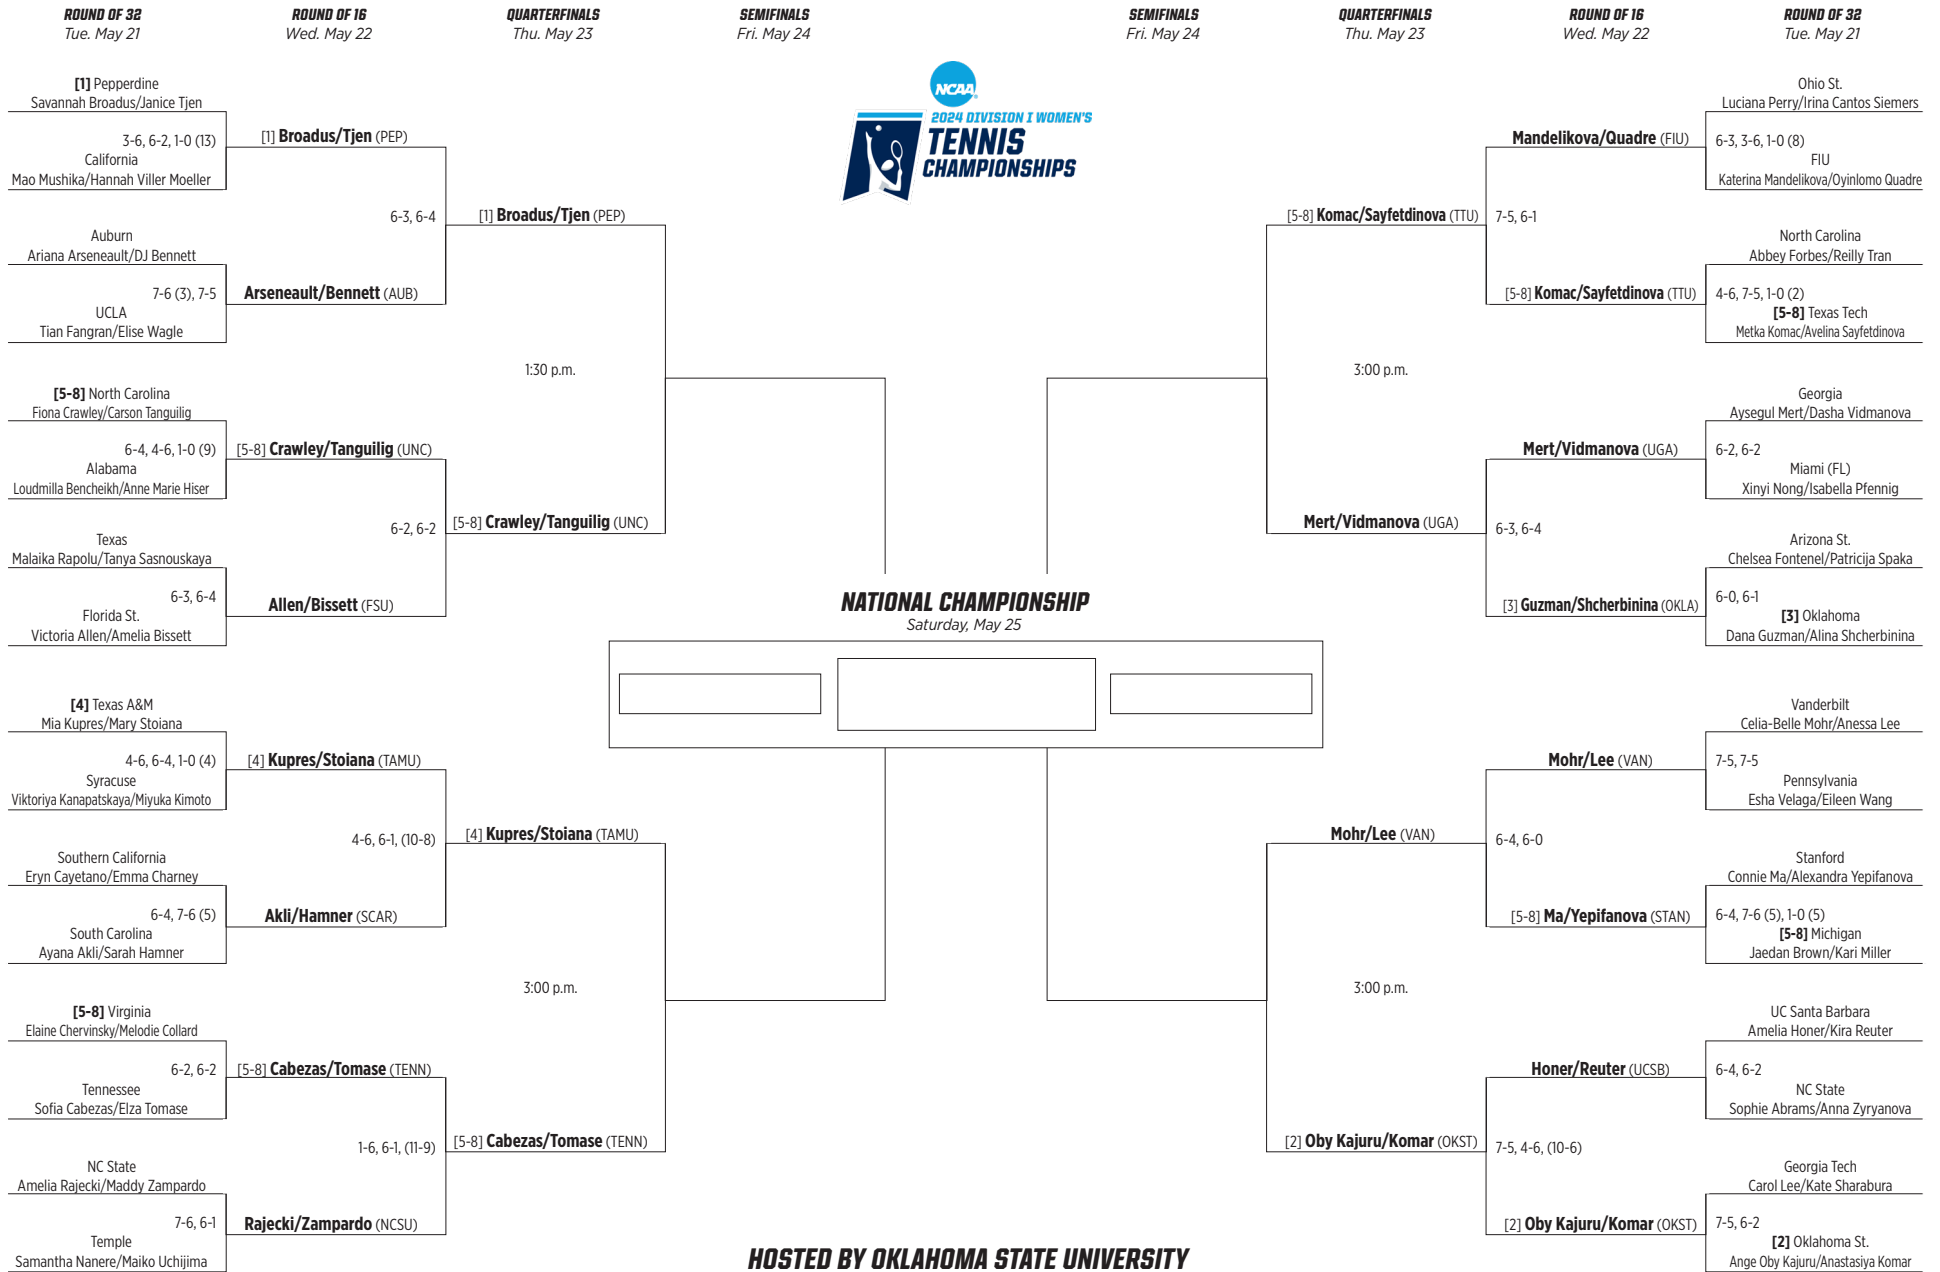 ROUND OF 32
Tue. May 21
ROUND OF 16
Wed. May 22
QUARTERFINALS
Thu. May 23
SEMIFINALS
Fri. May 24
SEMIFINALS
Fri. May 24
QUARTERFINALS
Thu. May 23
ROUND OF 16
Wed. May 22
ROUND OF 32
Tue. May 21
NCAA
2024 DIVISION I WOMEN'S
TENNIS
CHAMPIONSHIPS
[1] Pepperdine
Savannah Broadus/Janice Tjen
3-6, 6-2, 1-0 (13)
California
Mao Mushika/Hannah Viller Moeller
Auburn
Ariana Arseneault/DJ Bennett
7-6 (3), 7-5
UCLA
Tian Fangran/Elise Wagle
[5-8] North Carolina
Fiona Crawley/Carson Tanguilig
6-4, 4-6, 1-0 (9)
Alabama
Loudmilla Bencheikh/Anne Marie Hiser
Texas
Malaika Rapolu/Tanya Sasnouskaya
6-3, 6-4
Florida St.
Victoria Allen/Amelia Bissett
[4] Texas A&M
Mia Kupres/Mary Stoiana
4-6, 6-4, 1-0 (4)
Syracuse
Viktoriya Kanapatskaya/Miyuka Kimoto
Southern California
Eryn Cayetano/Emma Charney
6-4, 7-6 (5)
South Carolina
Ayana Akli/Sarah Hamner
[5-8] Virginia
Elaine Chervinsky/Melodie Collard
6-2, 6-2
Tennessee
Sofia Cabezas/Elza Tomase
NC State
Amelia Rajecki/Maddy Zampardo
7-6, 6-1
Temple
Samantha Nanere/Maiko Uchijima
[1] Broadus/Tjen (PEP)
6-3, 6-4
Arseneault/Bennett (AUB)
[5-8] Crawley/Tanguilig (UNC)
6-2, 6-2
Allen/Bissett (FSU)
[4] Kupres/Stoiana (TAMU)
4-6, 6-1, (10-8)
Akli/Hamner (SCAR)
[5-8] Cabezas/Tomase (TENN)
1-6, 6-1, (11-9)
Rajecki/Zampardo (NCSU)
[1] Broadus/Tjen (PEP)
1:30 p.m.
[5-8] Crawley/Tanguilig (UNC)
[4] Kupres/Stoiana (TAMU)
3:00 p.m.
[5-8] Cabezas/Tomase (TENN)
NATIONAL CHAMPIONSHIP
Saturday, May 25
[5-8] Komac/Sayfetdinova (TTU)
3:00 p.m.
Mert/Vidmanova (UGA)
Mohr/Lee (VAN)
3:00 p.m.
[2] Oby Kajuru/Komar (OKST)
Mandelikova/Quadre (FIU)
7-5, 6-1
[5-8] Komac/Sayfetdinova (TTU)
Mert/Vidmanova (UGA)
6-3, 6-4
[3] Guzman/Shcherbinina (OKLA)
Mohr/Lee (VAN)
6-4, 6-0
[5-8] Ma/Yepifanova (STAN)
Honer/Reuter (UCSB)
7-5, 4-6, (10-6)
[2] Oby Kajuru/Komar (OKST)
Ohio St.
Luciana Perry/Irina Cantos Siemers
6-3, 3-6, 1-0 (8)
FIU
Katerina Mandelikova/Oyinlomo Quadre
North Carolina
Abbey Forbes/Reilly Tran
4-6, 7-5, 1-0 (2)
[5-8] Texas Tech
Metka Komac/Avelina Sayfetdinova
Georgia
Aysegul Mert/Dasha Vidmanova
6-2, 6-2
Miami (FL)
Xinyi Nong/Isabella Pfennig
Arizona St.
Chelsea Fontenel/Patricija Spaka
6-0, 6-1
[3] Oklahoma
Dana Guzman/Alina Shcherbinina
Vanderbilt
Celia-Belle Mohr/Anessa Lee
7-5, 7-5
Pennsylvania
Esha Velaga/Eileen Wang
Stanford
Connie Ma/Alexandra Yepifanova
6-4, 7-6 (5), 1-0 (5)
[5-8] Michigan
Jaedan Brown/Kari Miller
UC Santa Barbara
Amelia Honer/Kira Reuter
6-4, 6-2
NC State
Sophie Abrams/Anna Zyryanova
Georgia Tech
Carol Lee/Kate Sharabura
7-5, 6-2
[2] Oklahoma St.
Ange Oby Kajuru/Anastasiya Komar
HOSTED BY OKLAHOMA STATE UNIVERSITY